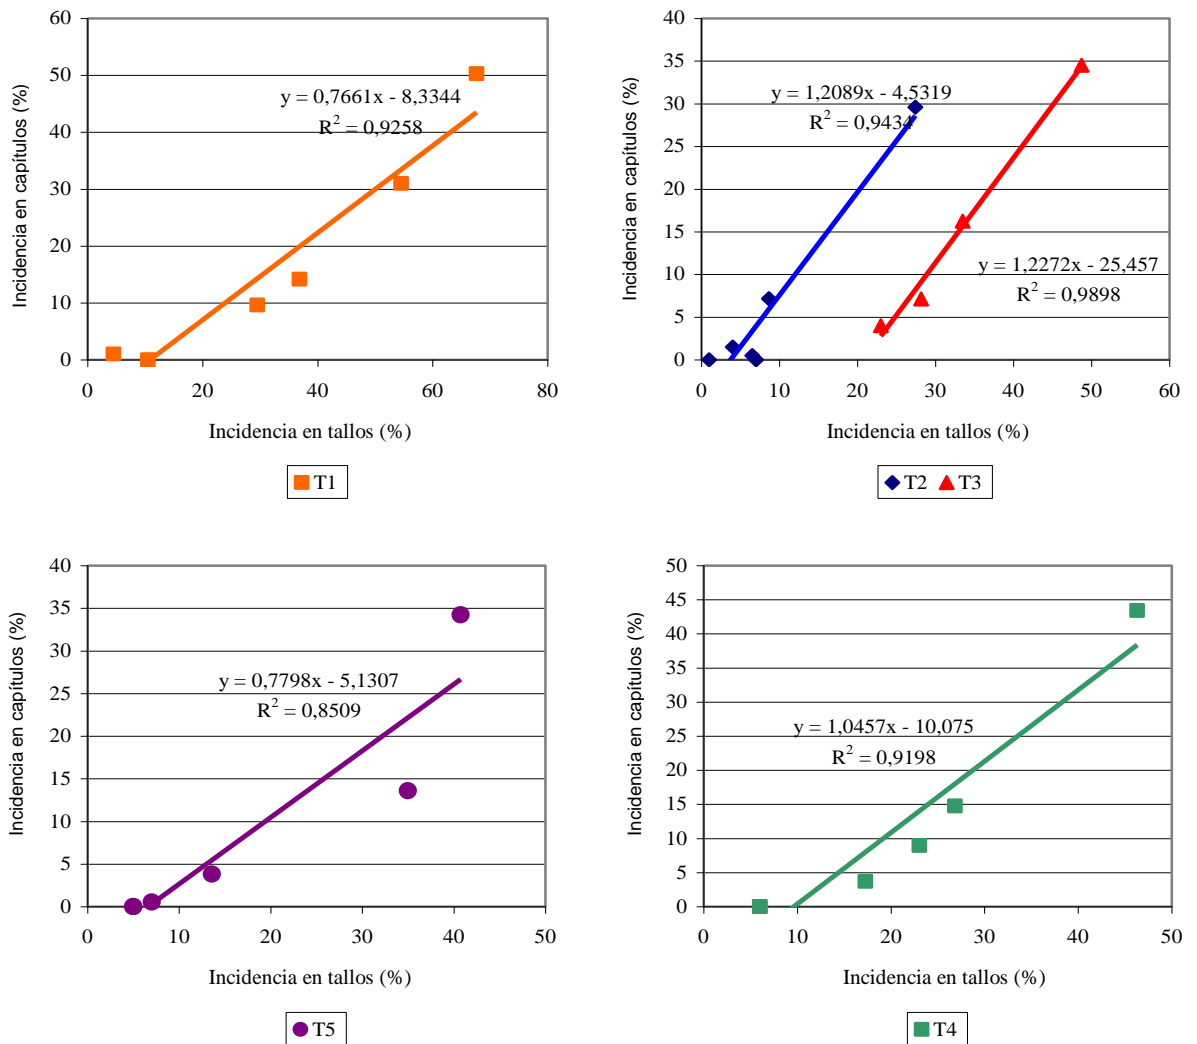 60
50
40
30
20
10
0
Incidencia en capítulos (%)
y = 0,7661x - 8,3344
R² = 0,9258
0 20 40 60 80
Incidencia en tallos (%)
T1
40
35
30
25
20
15
10
5
0
Incidencia en capítulos (%)
y = 1,2089x - 4,5319
R² = 0,9434
y = 1,2272x - 25,457
R² = 0,9898
0 10 20 30 40 50 60
Incidencia en tallos (%)
T2 T3
40
35
30
25
20
15
10
5
0
Incidencia en capítulos (%)
y = 0,7798x - 5,1307
R² = 0,8509
0 10 20 30 40 50
Incidencia en tallos (%)
T5
50
45
40
35
30
25
20
15
10
5
0
Incidencia en capítulos (%)
y = 1,0457x - 10,075
R² = 0,9198
0 10 20 30 40 50
Incidencia en tallos (%)
T4